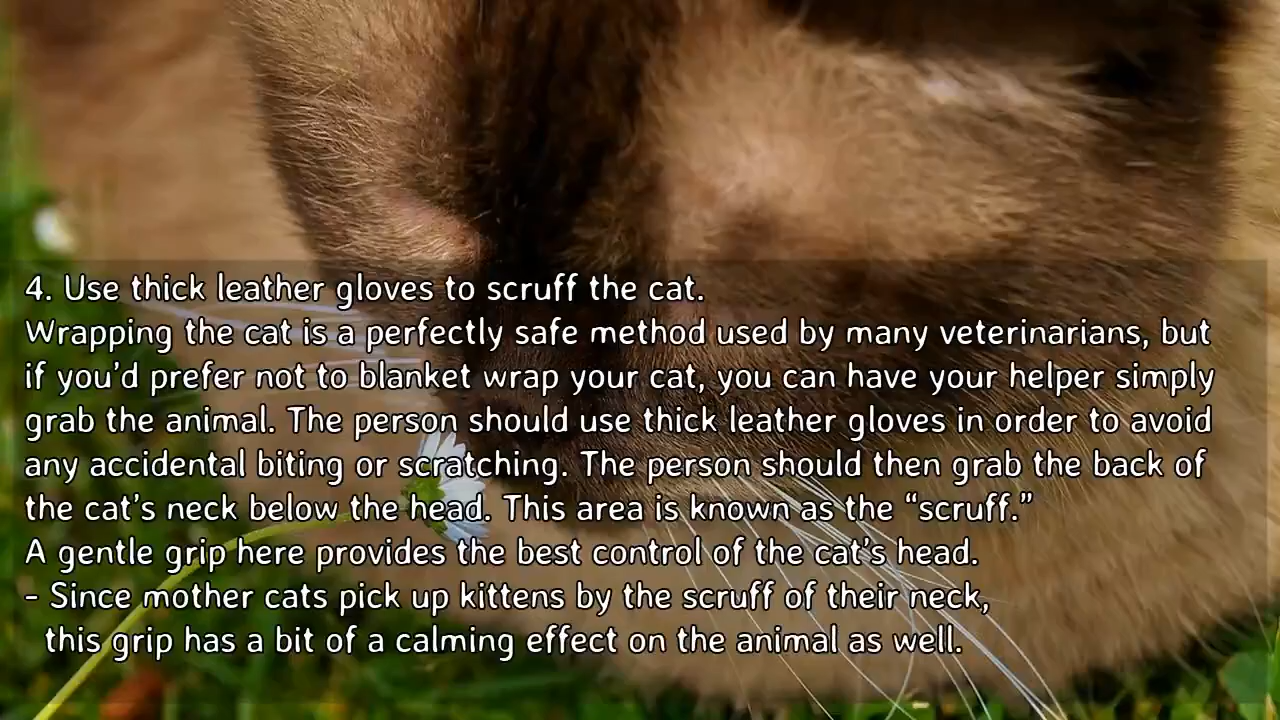 4. Use thick leather gloves to scruff the cat.
Wrapping the cat is a perfectly safe method used by many veterinarians, but
if you’d prefer not to blanket wrap your cat, you can have your helper simply
grab the animal. The person should use thick leather gloves in order to avoid
any accidental biting or scratching. The person should then grab the back of
the cat’s neck below the head. This area is known as the “scruff.”
A gentle grip here provides the best control of the cat’s head.
- Since mother cats pick up kittens by the scruff of their neck,
this grip has a bit of a calming effect on the animal as well.